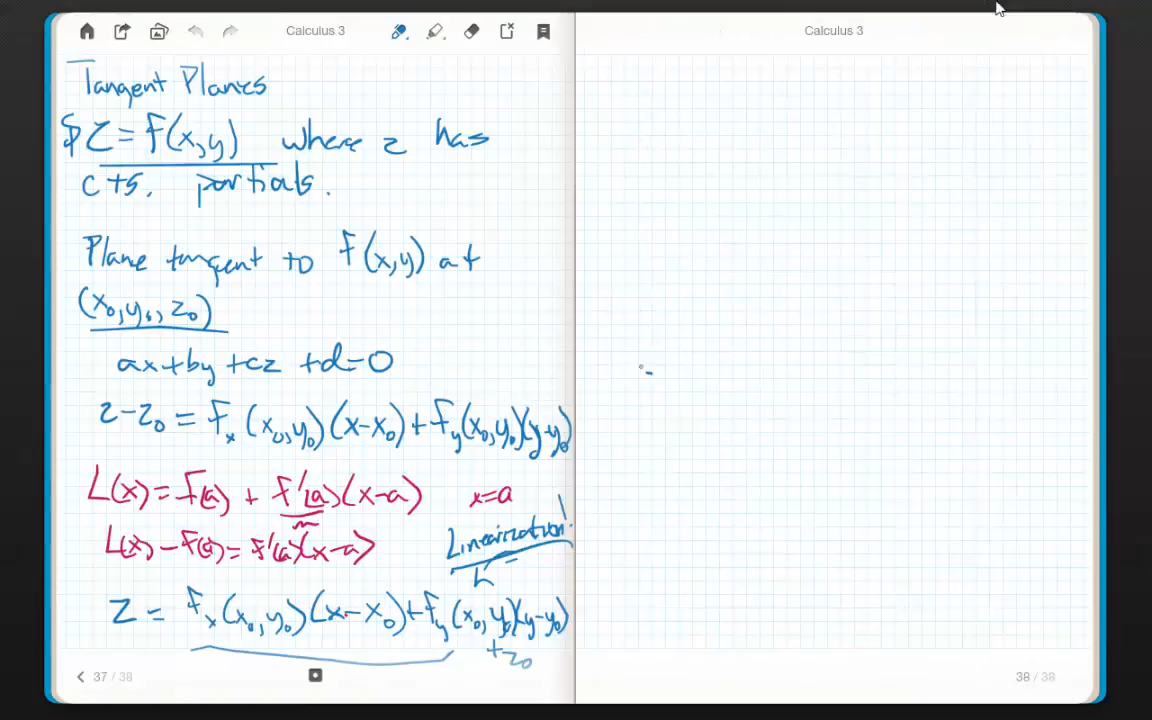 Calculus 3
Calculus 3
Tangent Planes
$ Z = f(x,y) where z has
cts. partials.
Plane tangent to f(x,y) at
(x₀,y₀,z₀)
ax+by+cz+d=0
z-z₀ = fₓ(x₀,y₀)(x-x₀)+f_y(x₀,y₀)(y-y₀)
L(x)=f(a) + f'(a)(x-a) x=a
m
L(x)-f(a)=f'(a)(x-a)
Linearization!
L
Z = fₓ(x₀,y₀)(x-x₀)+f_y(x₀,y₀)(y-y₀)
+z₀
37 / 38
38 / 38